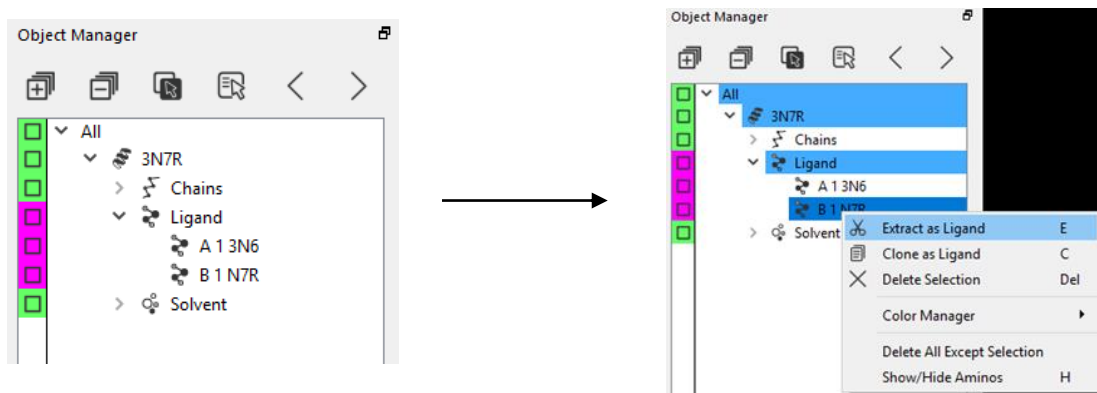 Object Manager
All
3N7R
Chains
Ligand
A 1 3N6
B 1 N7R
Solvent
Object Manager
All
3N7R
Chains
Ligand
A 1 3N6
B 1 N7R
Solvent
Extract as Ligand E
Clone as Ligand C
Delete Selection Del
Color Manager
Delete All Except Selection
Show/Hide Aminos H